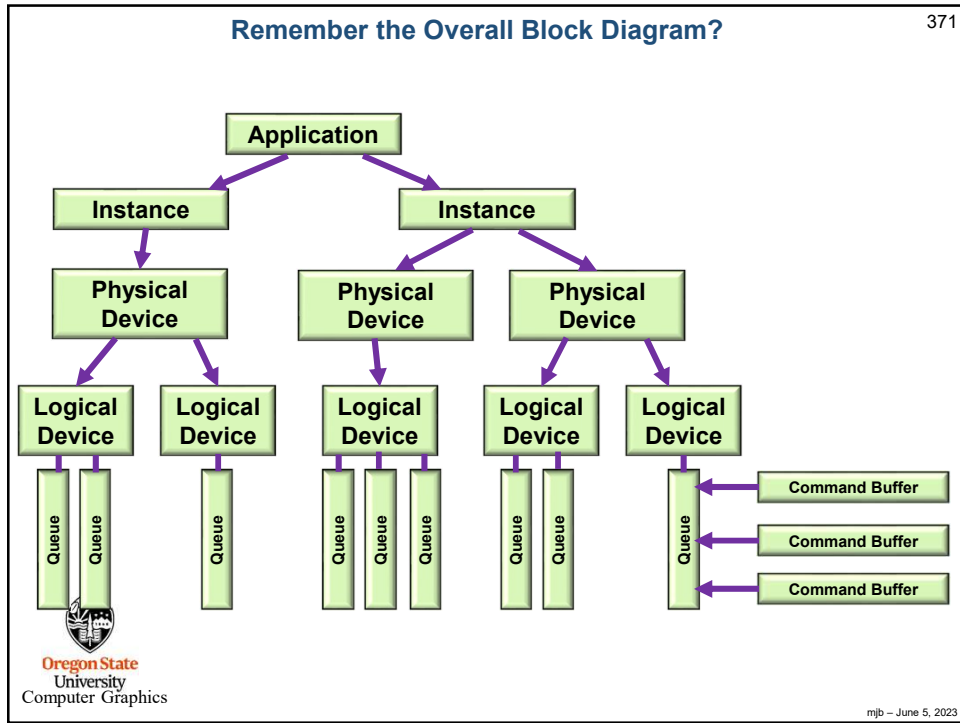 Remember the Overall Block Diagram?
371
Application
Instance
Instance
Physical
Device
Physical
Device
Physical
Device
Logical
Device
Logical
Device
Logical
Device
Logical
Device
Logical
Device
Queue
Queue
Queue
Queue
Queue
Queue
Queue
Queue
Queue
Command Buffer
Command Buffer
Command Buffer
Oregon State
University
Computer Graphics
mjb – June 5, 2023